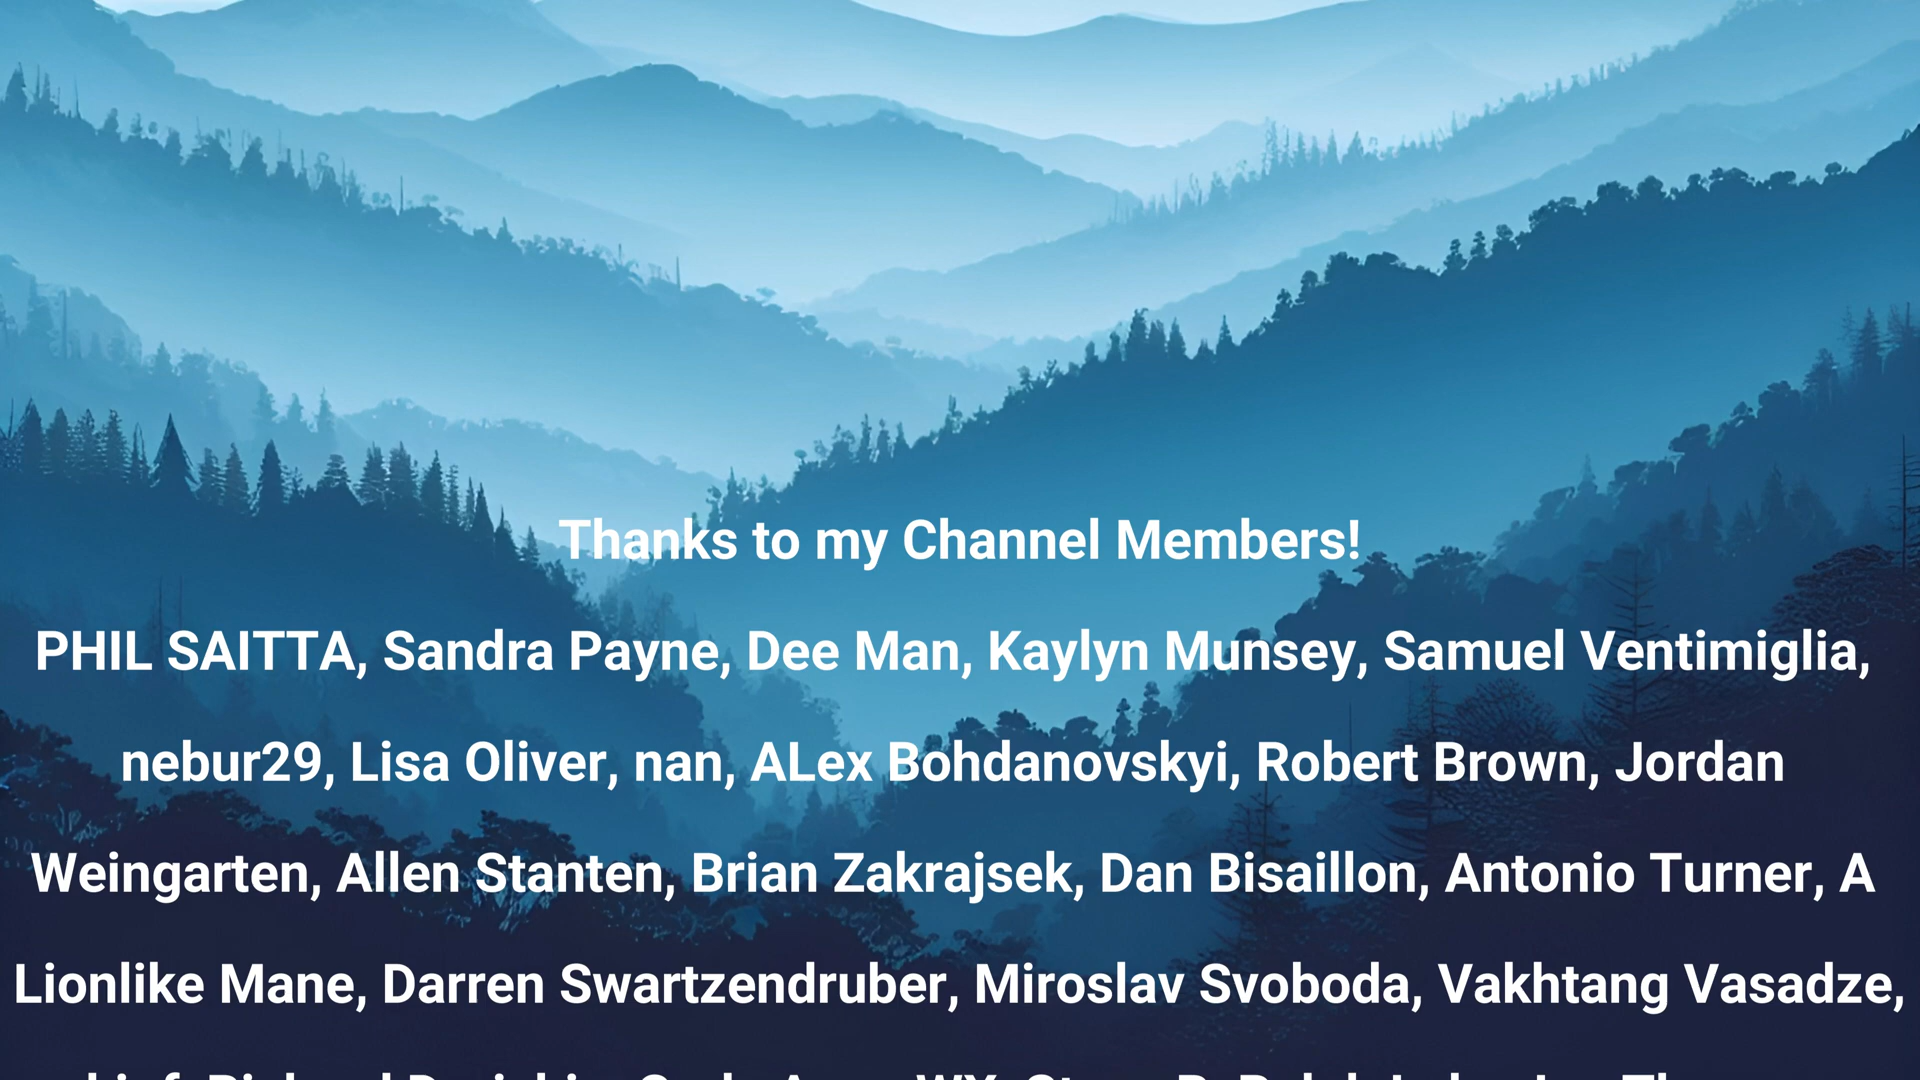 Thanks to my Channel Members!
PHIL SAITTA, Sandra Payne, Dee Man, Kaylyn Munsey, Samuel Ventimiglia,
nebur29, Lisa Oliver, nan, ALex Bohdanovskyi, Robert Brown, Jordan
Weingarten, Allen Stanten, Brian Zakrajsek, Dan Bisaillon, Antonio Turner, A
Lionlike Mane, Darren Swartzendruber, Miroslav Svoboda, Vakhtang Vasadze,